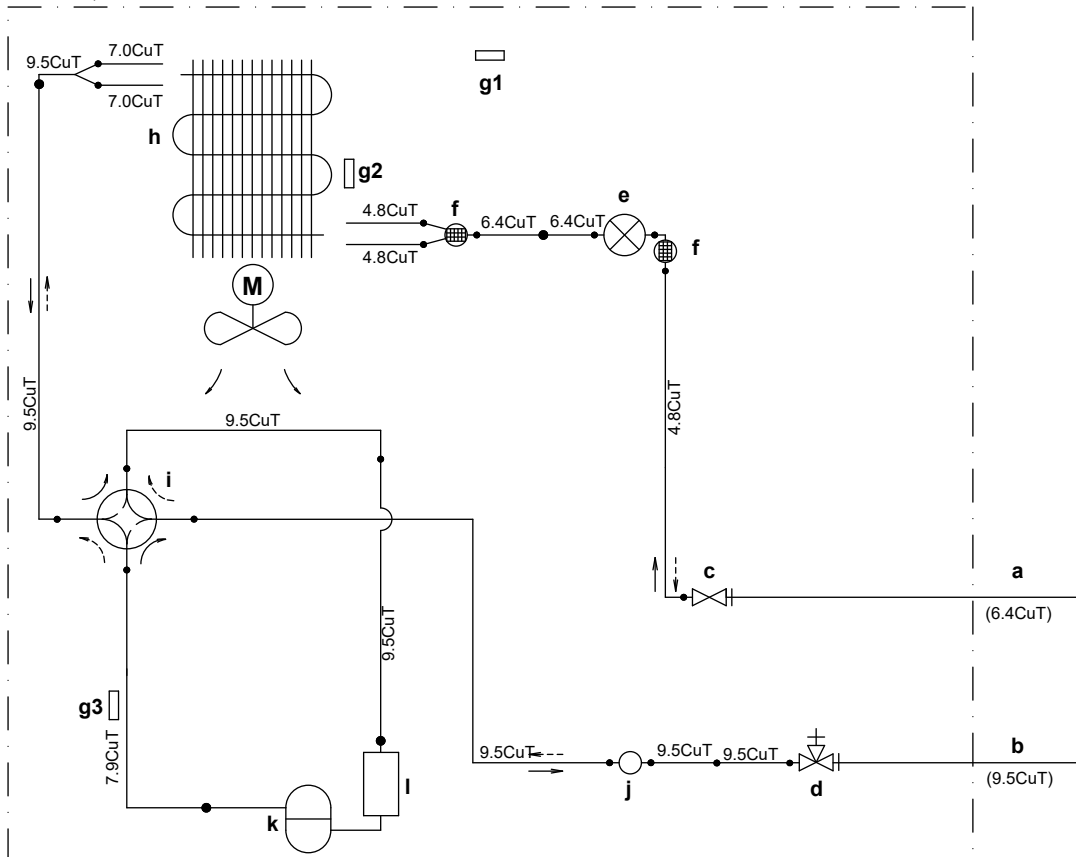 7.0CuT
9.5CuT
7.0CuT
g1
h
g2
f
4.8CuT
4.8CuT
6.4CuT
6.4CuT
e
f
M
9.5CuT
4.8CuT
9.5CuT
i
c
a
(6.4CuT)
9.5CuT
g3
7.9CuT
9.5CuT
9.5CuT
9.5CuT
b
(9.5CuT)
j
d
l
k